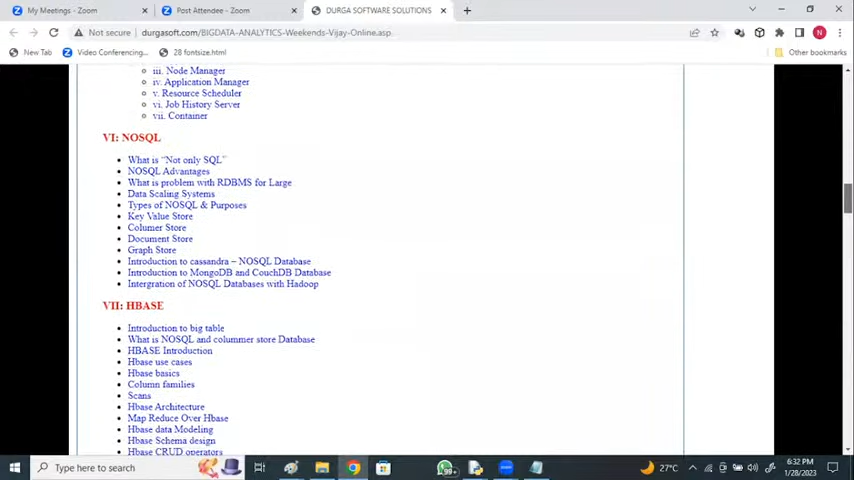 My Meetings - Zoom
Post Attendee - Zoom
DURGA SOFTWARE SOLUTIONS
Not secure
durgasoft.com/BIGDATA-ANALYTICS-Weekends-Vijay-Online.asp
N
New Tab
Video Conferencing...
28 fontsize.html
Other bookmarks
iii. Node Manager
iv. Application Manager
v. Resource Scheduler
vi. Job History Server
vii. Container
VI: NOSQL
What is “Not only SQL”
NOSQL Advantages
What is problem with RDBMS for Large
Data Scaling Systems
Types of NOSQL & Purposes
Key Value Store
Columer Store
Document Store
Graph Store
Introduction to cassandra – NOSQL Database
Introduction to MongoDB and CouchDB Database
Intergration of NOSQL Databases with Hadoop
VII: HBASE
Introduction to big table
What is NOSQL and colummer store Database
HBASE Introduction
Hbase use cases
Hbase basics
Column families
Scans
Hbase Architecture
Map Reduce Over Hbase
Hbase data Modeling
Hbase Schema design
Hbase CRUD operators
Type here to search
99+
27°C
6:32 PM
1/28/2023